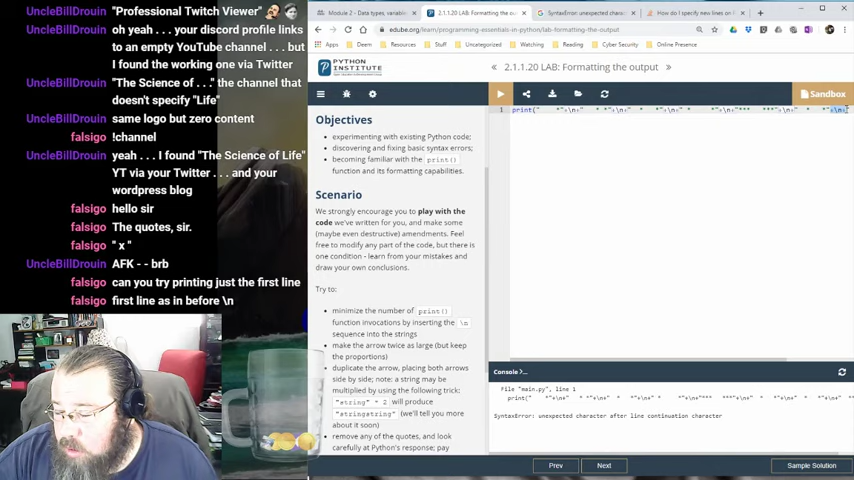 UncleBillDrouin "Professional Twitch Viewer"
UncleBillDrouin oh yeah . . . your discord profile links
to an empty YouTube channel . . . but
I found the working one via Twitter
UncleBillDrouin "The Science of . . ." the channel that
doesn't specify "Life"
UncleBillDrouin same logo but zero content
falsigo !channel
UncleBillDrouin yeah . . . I found "The Science of Life"
YT via your Twitter . . . and your
wordpress blog
falsigo hello sir
falsigo The quotes, sir.
falsigo " x "
UncleBillDrouin AFK - - brb
falsigo can you try printing just the first line
falsigo first line as in before \n
Module 2 - Data types, variable
2.1.1.20 LAB: Formatting the out
SyntaxError: unexpected charac
How do I specify new lines on P
edube.org/learn/programming-essentials-in-python/lab-formatting-the-output
Apps Deem Resources Stuff Uncategorized Watching Reading Cyber Security Online Presence
PYTHON
INSTITUTE
2.1.1.20 LAB: Formatting the output
Sandbox
Objectives
experimenting with existing Python code;
discovering and fixing basic syntax errors;
becoming familiar with the print()
function and its formatting capabilities.
Scenario
We strongly encourage you to play with the
code we've written for you, and make some
(maybe even destructive) amendments. Feel
free to modify any part of the code, but there is
one condition - learn from your mistakes and
draw your own conclusions.
Try to:
minimize the number of print()
function invocations by inserting the \n
sequence into the strings
make the arrow twice as large (but keep
the proportions)
duplicate the arrow, placing both arrows
side by side; note: a string may be
multiplied by using the following trick:
"string" * 2 will produce
"stringstring" (we'll tell you more
about it soon)
remove any of the quotes, and look
carefully at Python's response; pay
1 print("    *"+\n+"   * *"+\n+"  *   *"+\n+" *     *"+\n+"***   ***"+\n+"  *   *"+\n+
Console >...
File "main.py", line 1
print("    *"+\n+"   * *"+\n+"  *   *"+\n+" *     *"+\n+"***   ***"+\n+"  *   *"+\n+"  *   *"+\n+"  *
SyntaxError: unexpected character after line continuation character
Prev
Next
Sample Solution